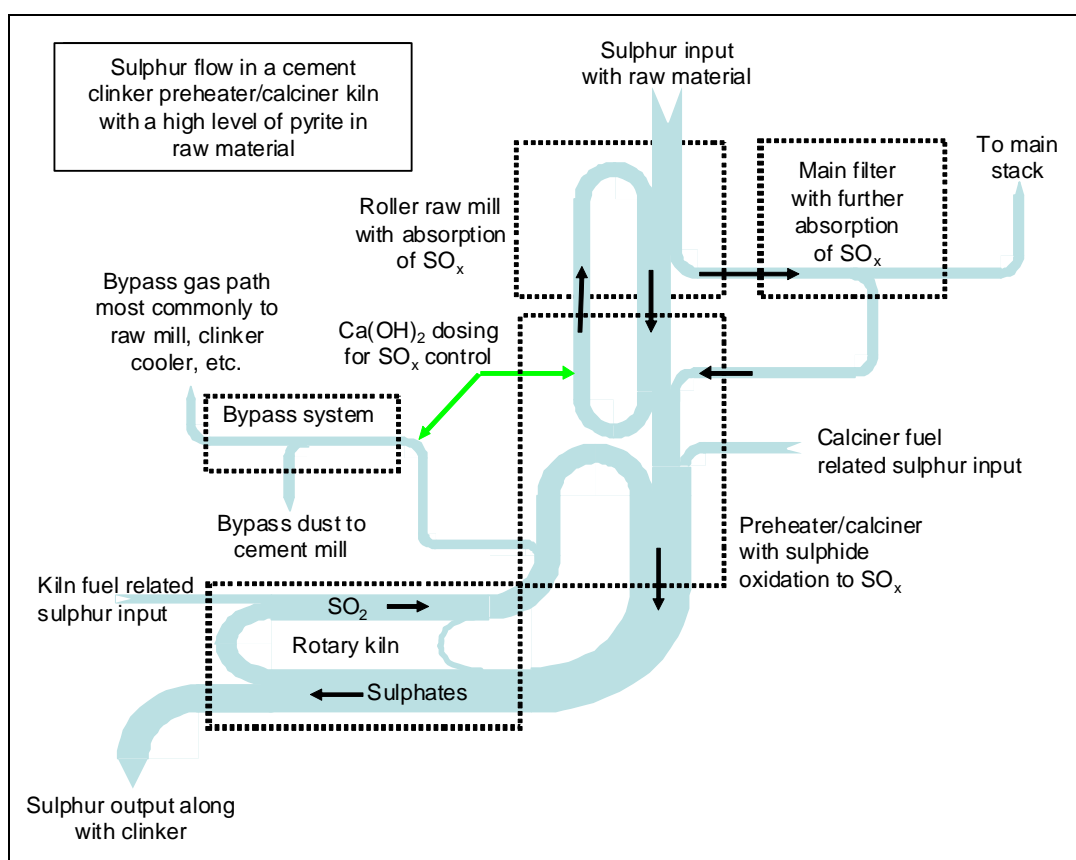 Sulphur flow in a cement
clinker preheater/calciner kiln
with a high level of pyrite in
raw material
Sulphur input
with raw material
To main
stack
Main filter
with further
absorption
of SOx
Roller raw mill
with absorption
of SOx
Bypass gas path
most commonly to
raw mill, clinker
cooler, etc.
Ca(OH)2 dosing
for SOx control
Bypass system
Calciner fuel
related sulphur input
Bypass dust to
cement mill
Preheater/calciner
with sulphide
oxidation to SOx
Kiln fuel related
sulphur input
SO2
Rotary kiln
Sulphates
Sulphur output along
with clinker